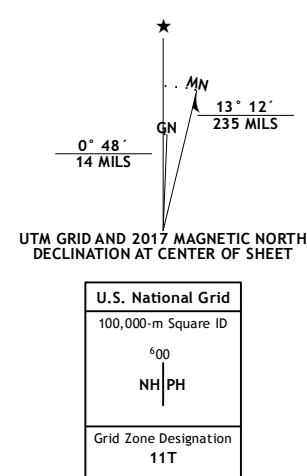 ★
MN
GN
13° 12´
235 MILS
0° 48´
14 MILS
UTM GRID AND 2017 MAGNETIC NORTH
DECLINATION AT CENTER OF SHEET
U.S. National Grid
100,000-m Square ID
⁶00
NH PH
Grid Zone Designation
11T